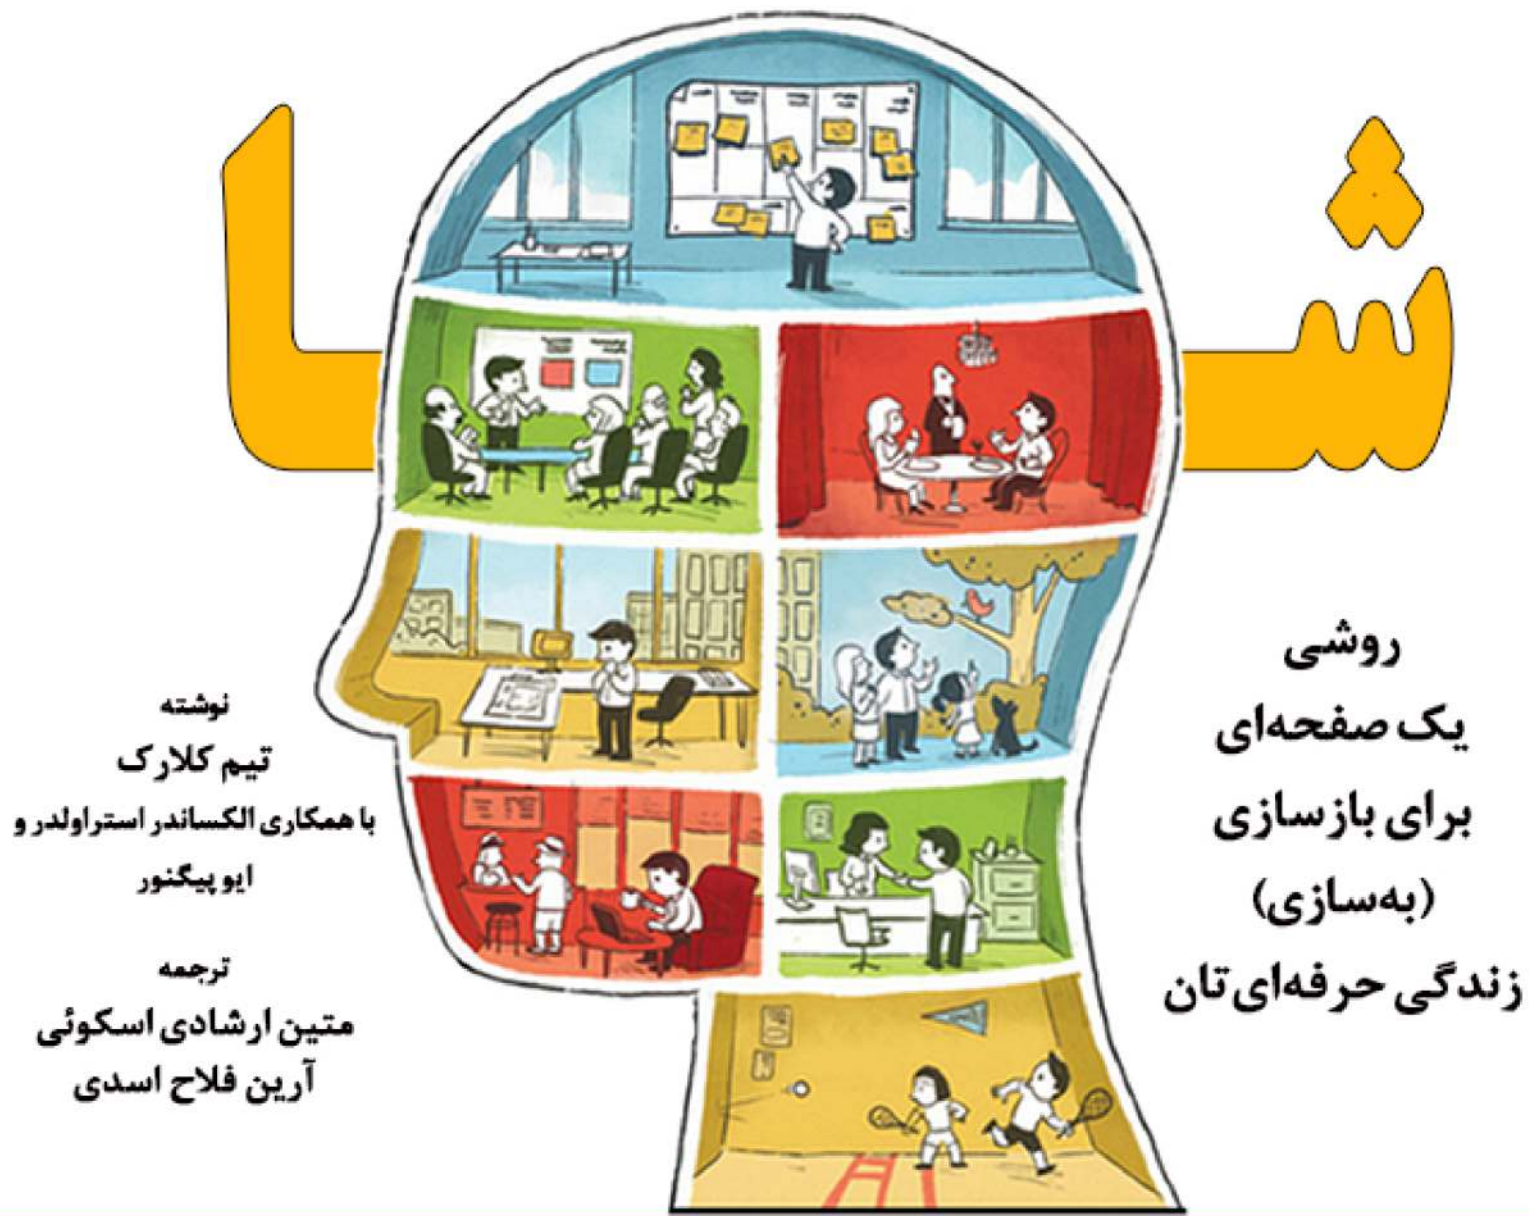 شما
روشی
یک صفحه‌ای
برای بازسازی
(به‌سازی)
زندگی حرفه‌ای‌تان
نوشته
تیم کلارک
با همکاری الکساندر استراولدر و
ایو پیگنور
ترجمه
متین ارشادی اسکوئی
آرین فلاح اسدی